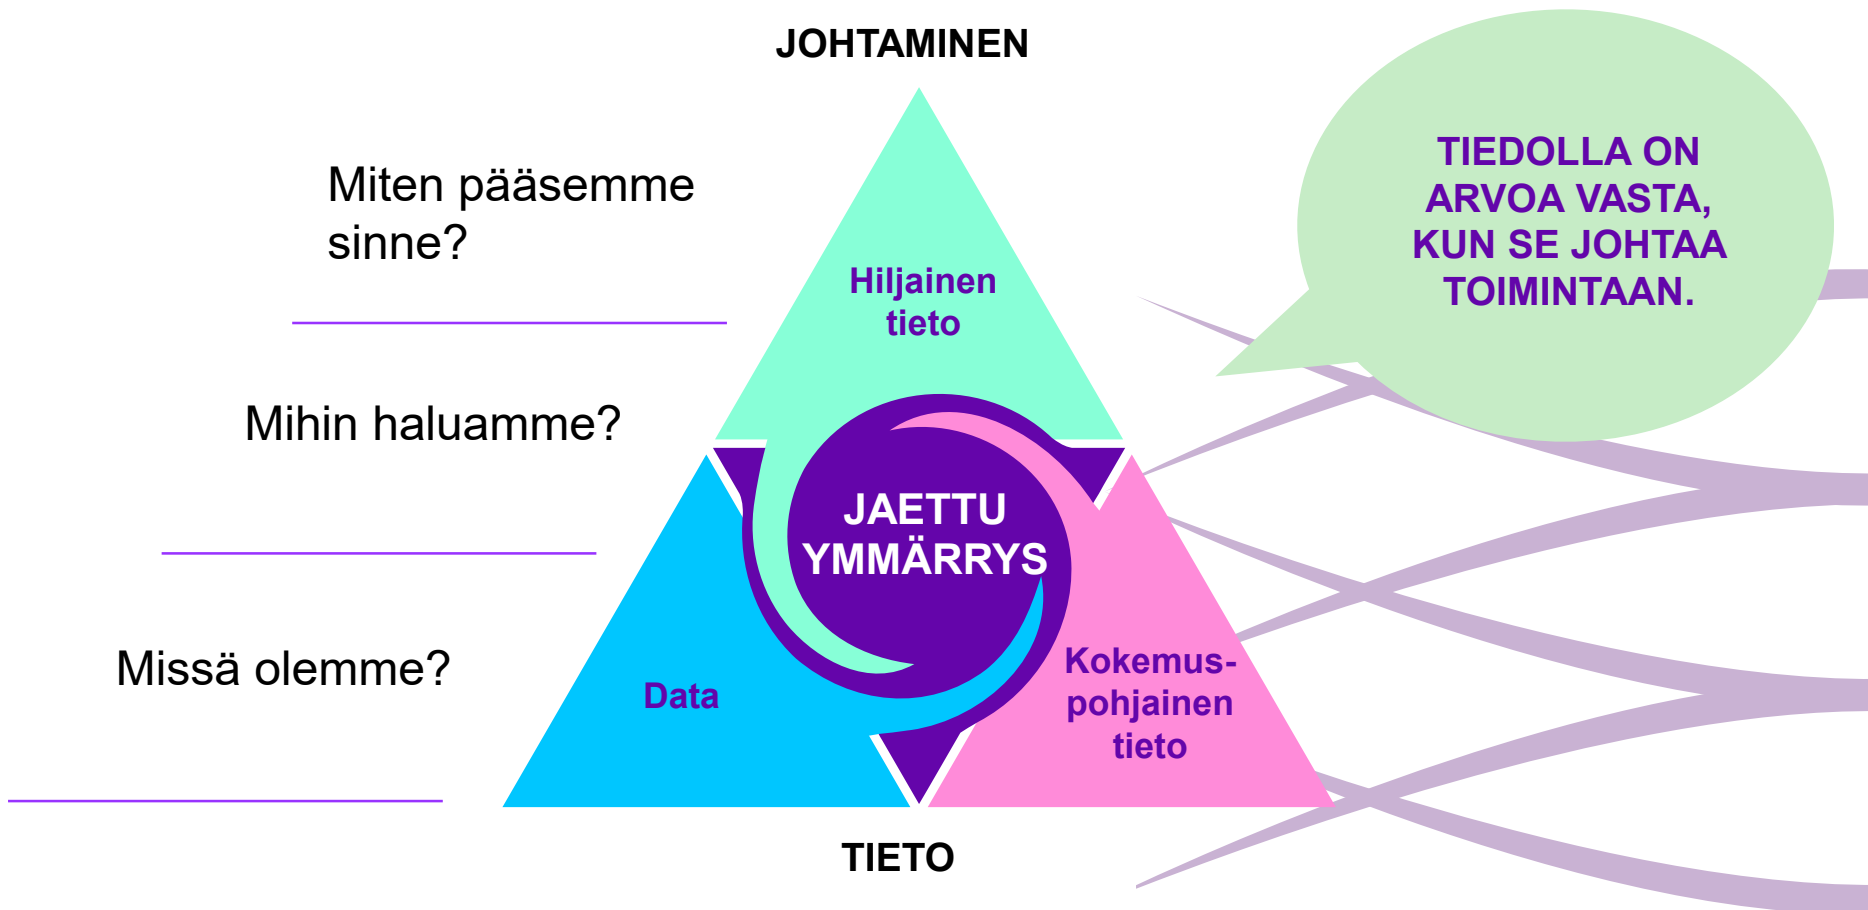 JOHTAMINEN
Miten pääsemme
sinne?
Mihin haluamme?
Missä olemme?
Hiljainen
tieto
JAETTU
YMMÄRRYS
Data
Kokemus-
pohjainen
tieto
TIETO
TIEDOLLA ON
ARVOA VASTA,
KUN SE JOHTAA
TOIMINTAAN.